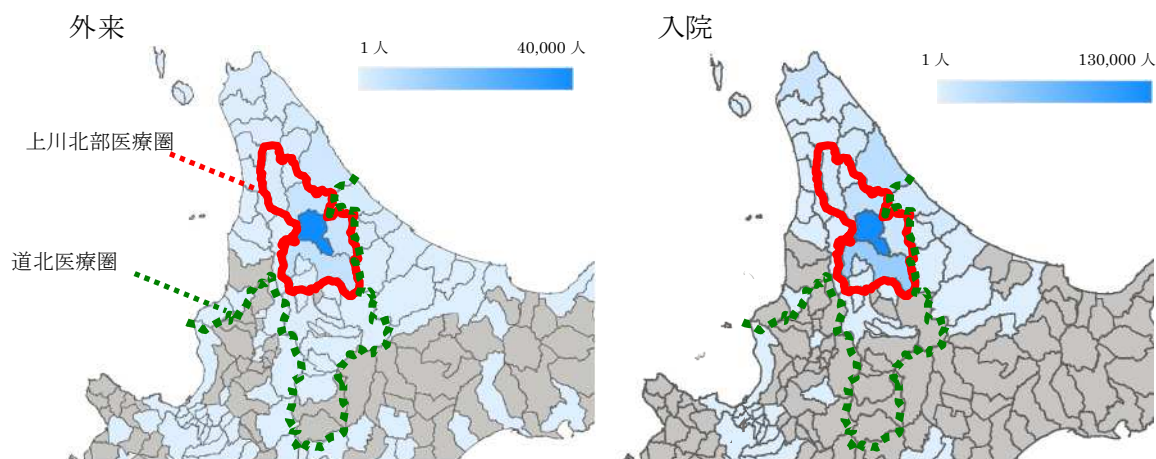 外来
1 人
40,000 人
上川北部医療圏
道北医療圏
入院
1 人
130,000 人